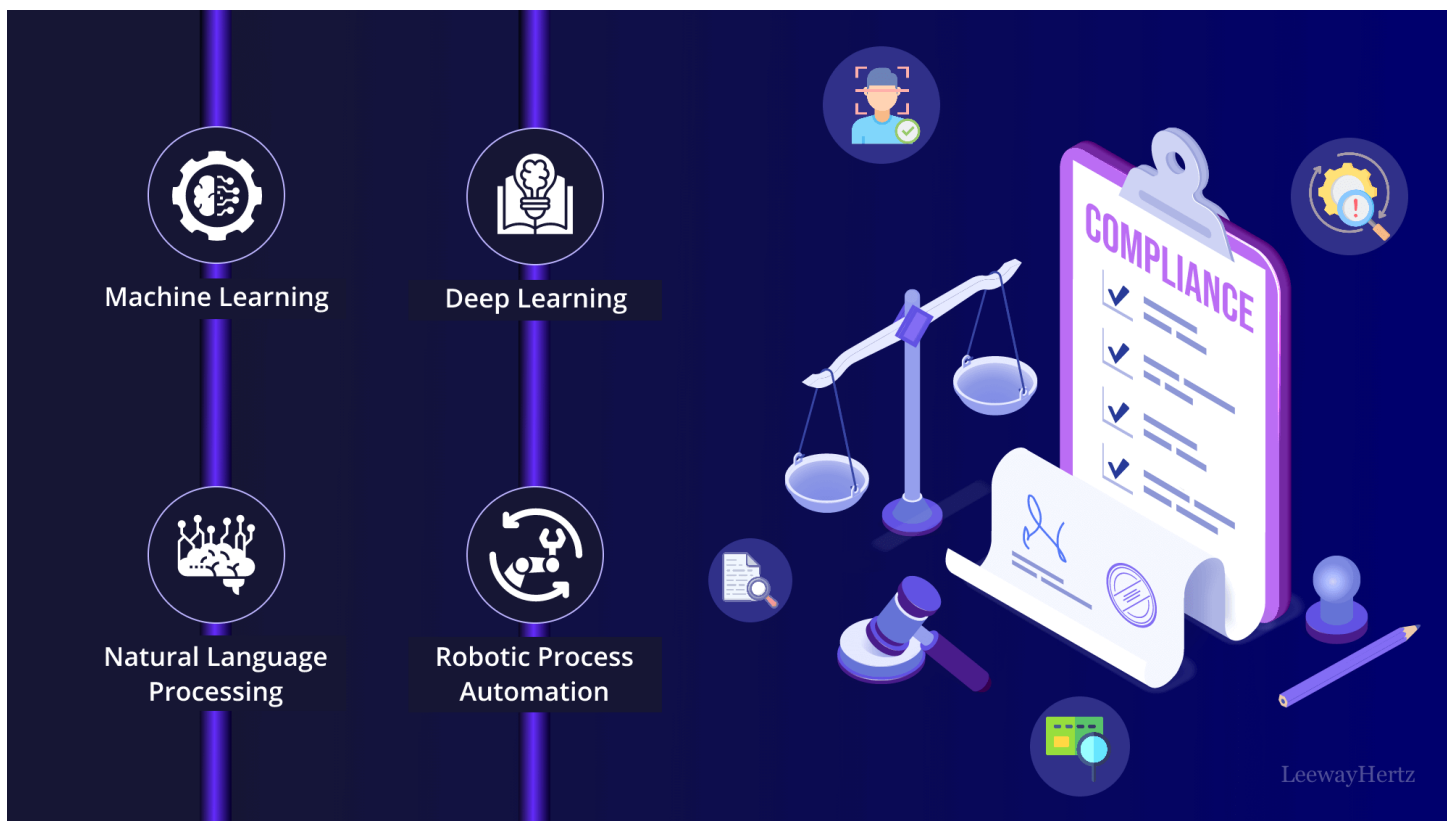 Machine Learning
Deep Learning
Natural Language
Processing
Robotic Process
Automation
COMPLIANCE
LeewayHertz